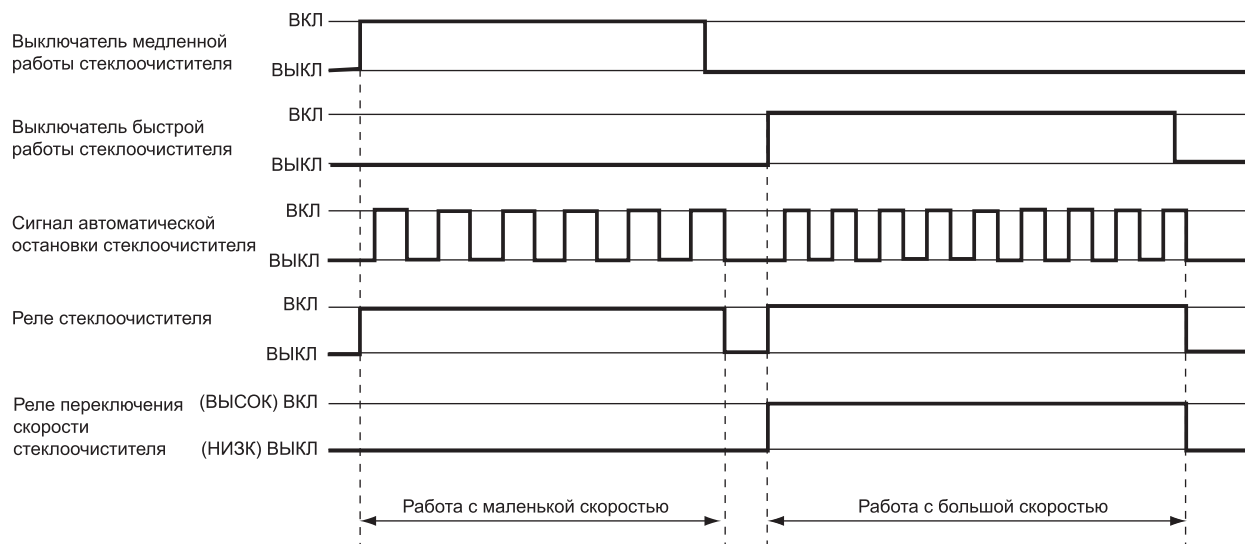 ВКЛ
Выключатель медленной
работы стеклоочистителя
ВЫКЛ
ВКЛ
Выключатель быстрой
работы стеклоочистителя
ВЫКЛ
ВКЛ
Сигнал автоматической
остановки стеклоочистителя
ВЫКЛ
ВКЛ
Реле стеклоочистителя
ВЫКЛ
Реле переключения
скорости
стеклоочистителя
(ВЫСОК) ВКЛ
(НИЗК) ВЫКЛ
Работа с маленькой скоростью
Работа с большой скоростью